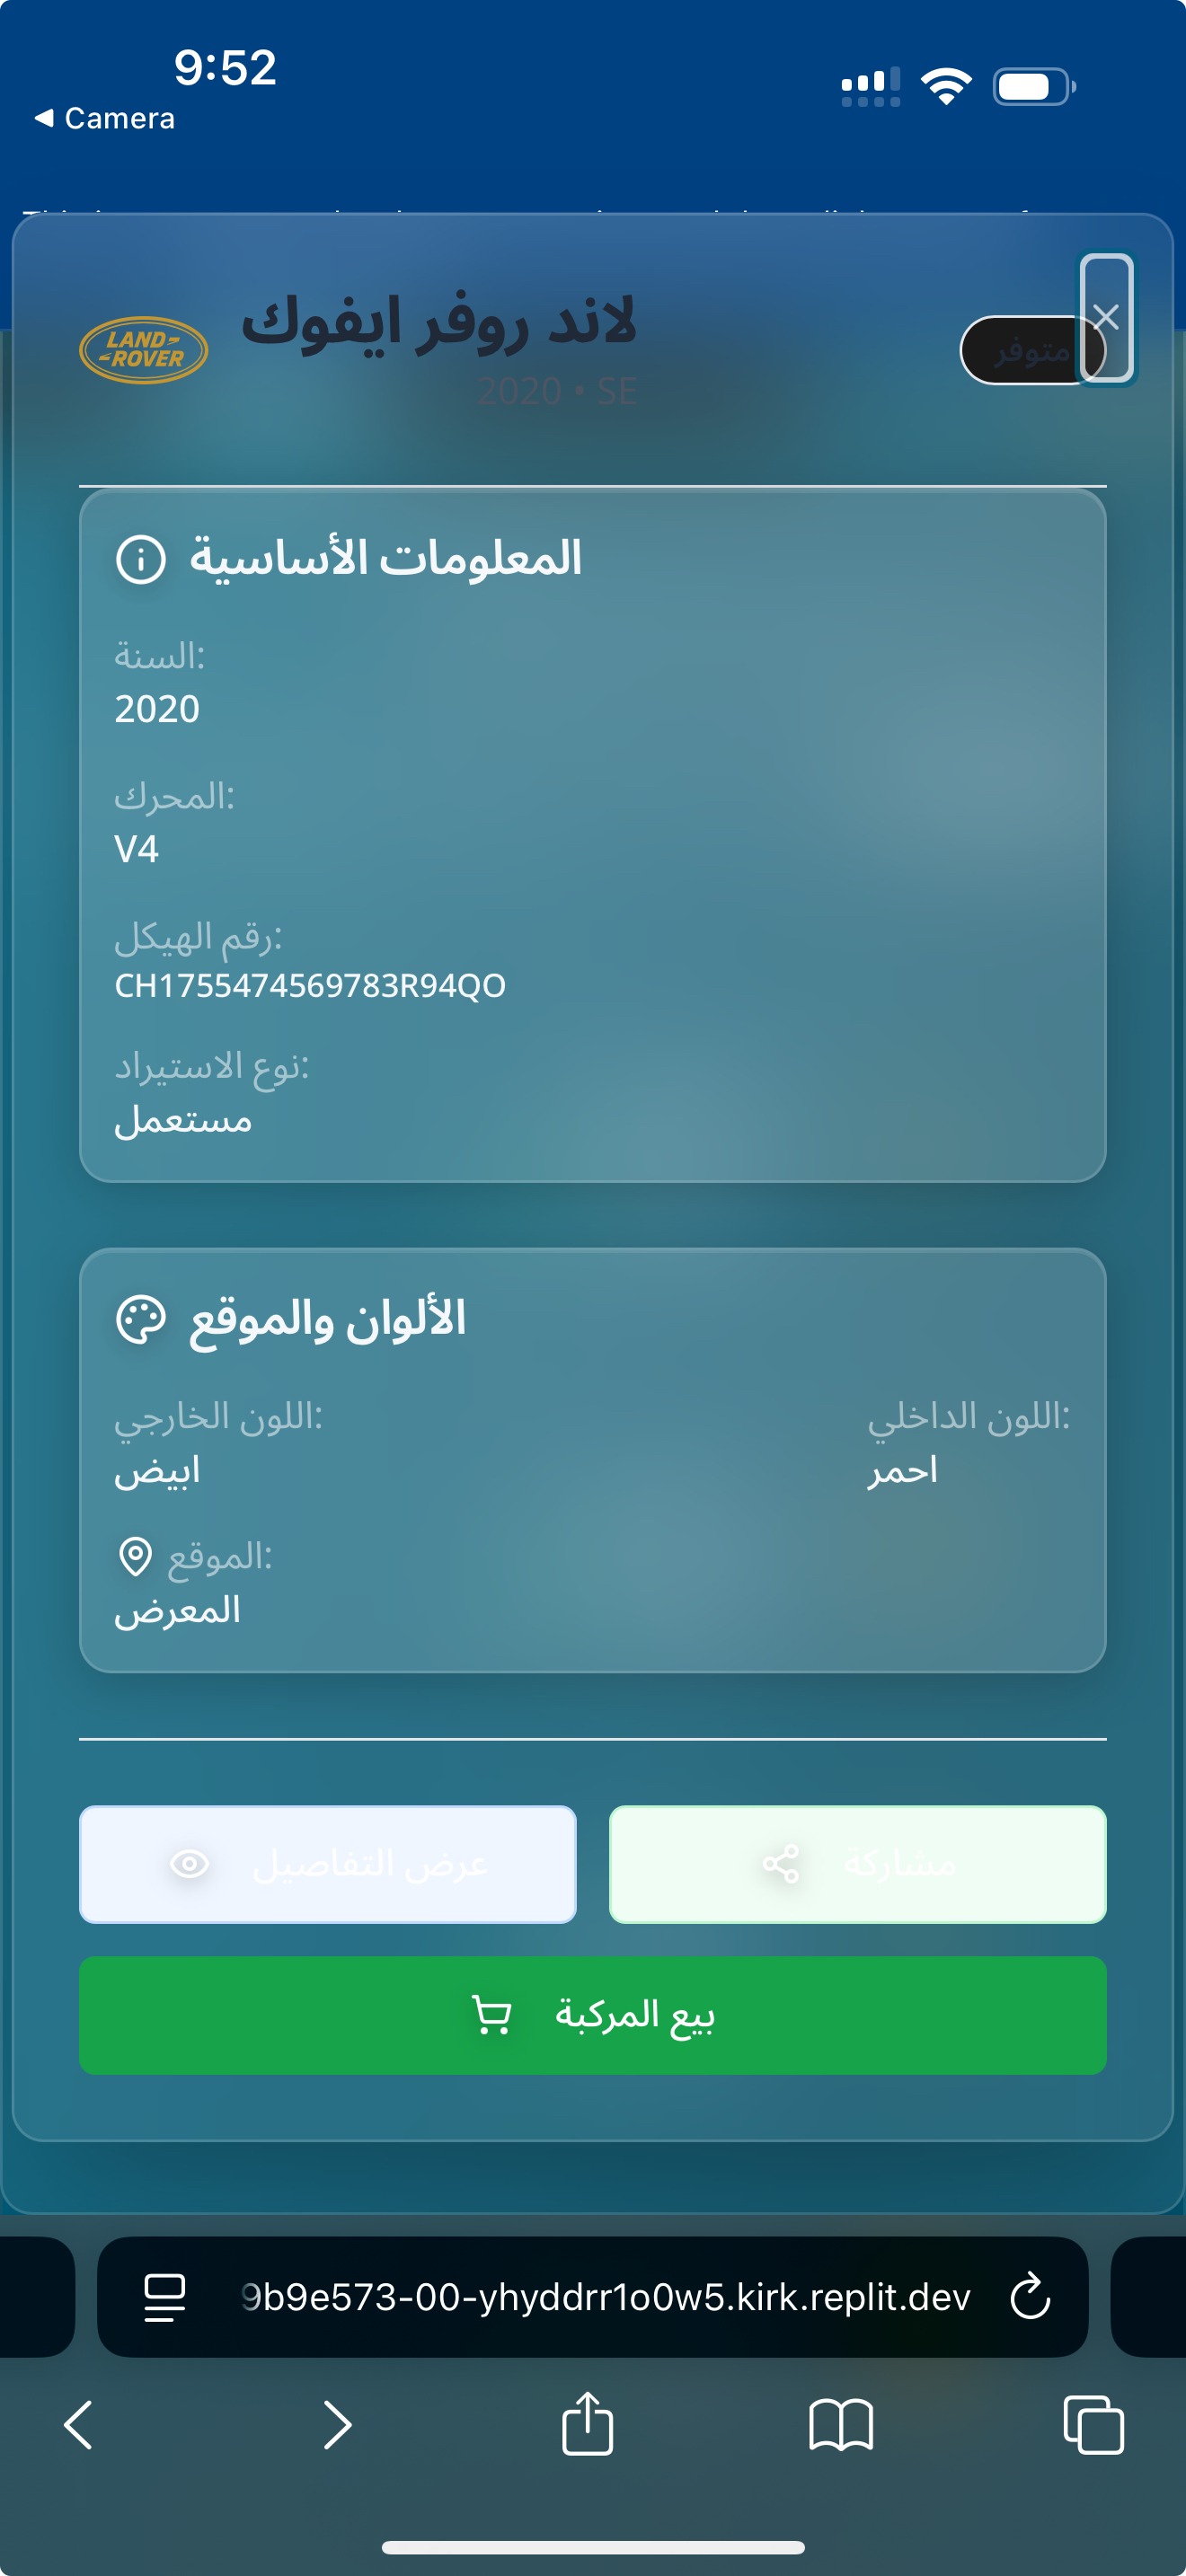 9:52
Camera
LAND
ROVER
لاند روفر ايفوك
2020 • SE
متوفر
المعلومات الأساسية
السنة:
2020
المحرك:
V4
رقم الهيكل:
CH1755474569783R94QO
نوع الاستيراد:
مستعمل
الألوان والموقع
اللون الخارجي:
ابيض
اللون الداخلي:
احمر
الموقع:
المعرض
عرض التفاصيل
مشاركة
بيع المركبة
9b9e573-00-yhyddrr1o0w5.kirk.replit.dev